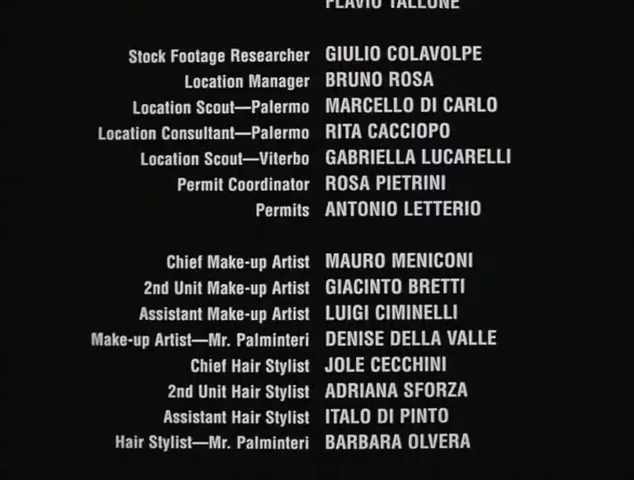 FLAVIO TALLONE
Stock Footage Researcher GIULIO COLAVOLPE
Location Manager BRUNO ROSA
Location Scout—Palermo MARCELLO DI CARLO
Location Consultant—Palermo RITA CACCIOPO
Location Scout—Viterbo GABRIELLA LUCARELLI
Permit Coordinator ROSA PIETRINI
Permits ANTONIO LETTERIO
Chief Make-up Artist MAURO MENICONI
2nd Unit Make-up Artist GIACINTO BRETTI
Assistant Make-up Artist LUIGI CIMINELLI
Make-up Artist—Mr. Palminteri DENISE DELLA VALLE
Chief Hair Stylist JOLE CECCHINI
2nd Unit Hair Stylist ADRIANA SFORZA
Assistant Hair Stylist ITALO DI PINTO
Hair Stylist—Mr. Palminteri BARBARA OLVERA